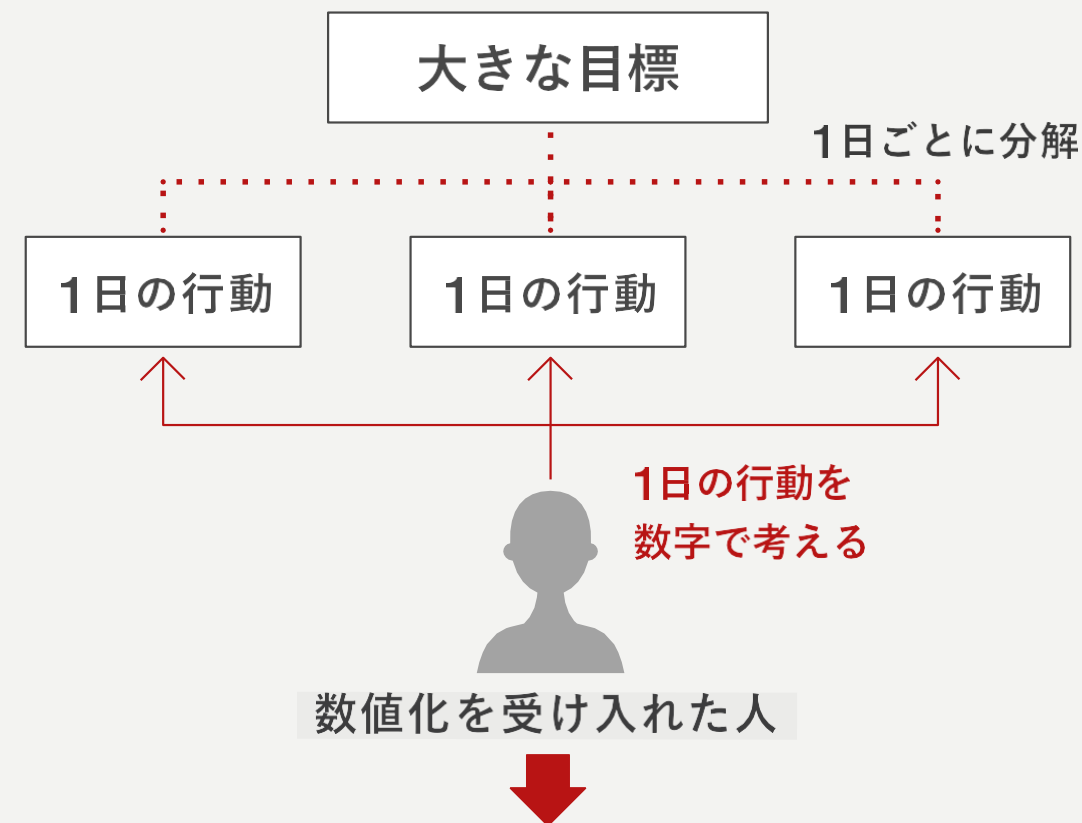 大きな目標
1日ごとに分解
1日の行動
1日の行動
1日の行動
1日の行動を
数字で考える
数値化を受け入れた人